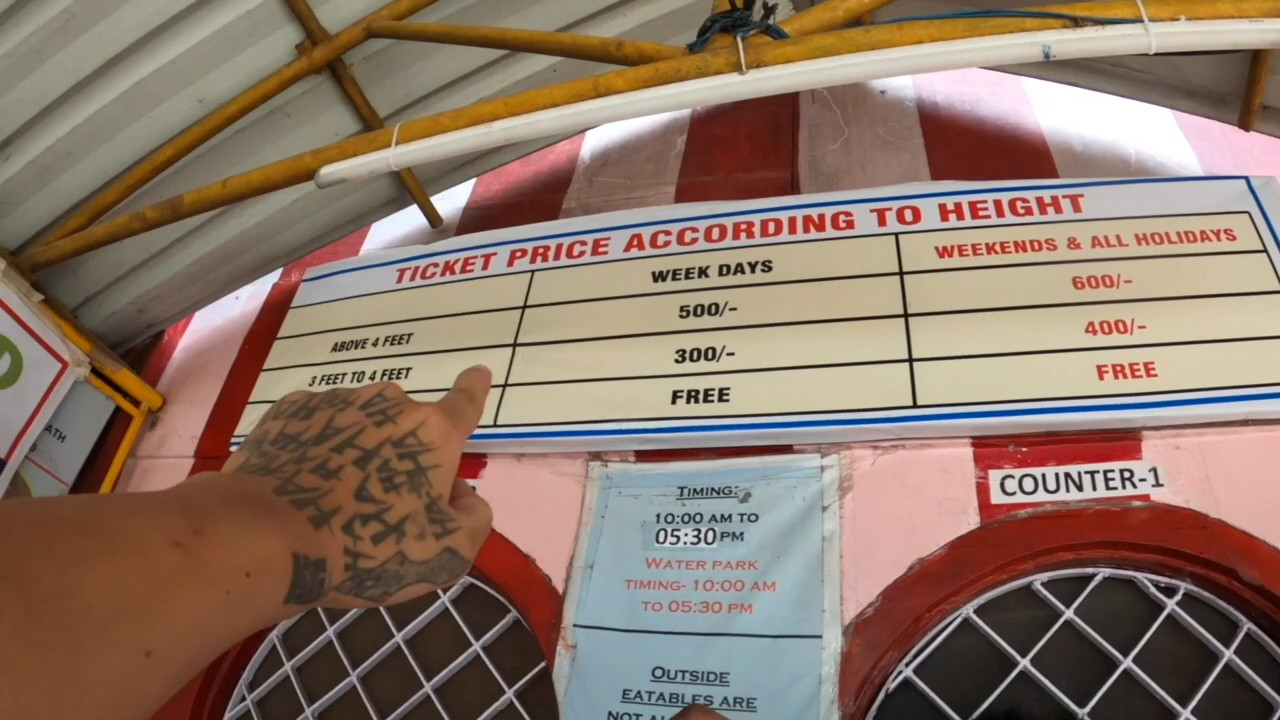 TICKET PRICE ACCORDING TO HEIGHT
WEEK DAYS
WEEKENDS & ALL HOLIDAYS
ABOVE 4 FEET
500/-
600/-
3 FEET TO 4 FEET
300/-
400/-
FREE
FREE
TIMING:
10:00 AM TO
05:30 PM
WATER PARK
TIMING- 10:00 AM
TO 05:30 PM
OUTSIDE
EATABLES ARE
NOT
COUNTER-1
ATH
D